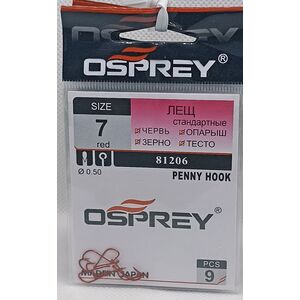 OSPREY
SIZE
7
red
ЛЕЩ
стандартные
ЧЕРВЬ ОПАРЫШ
ЗЕРНО ТЕСТО
Ø 0.50
81206
PENNY HOOK
OSPREY
MADE IN JAPAN
PCS
9